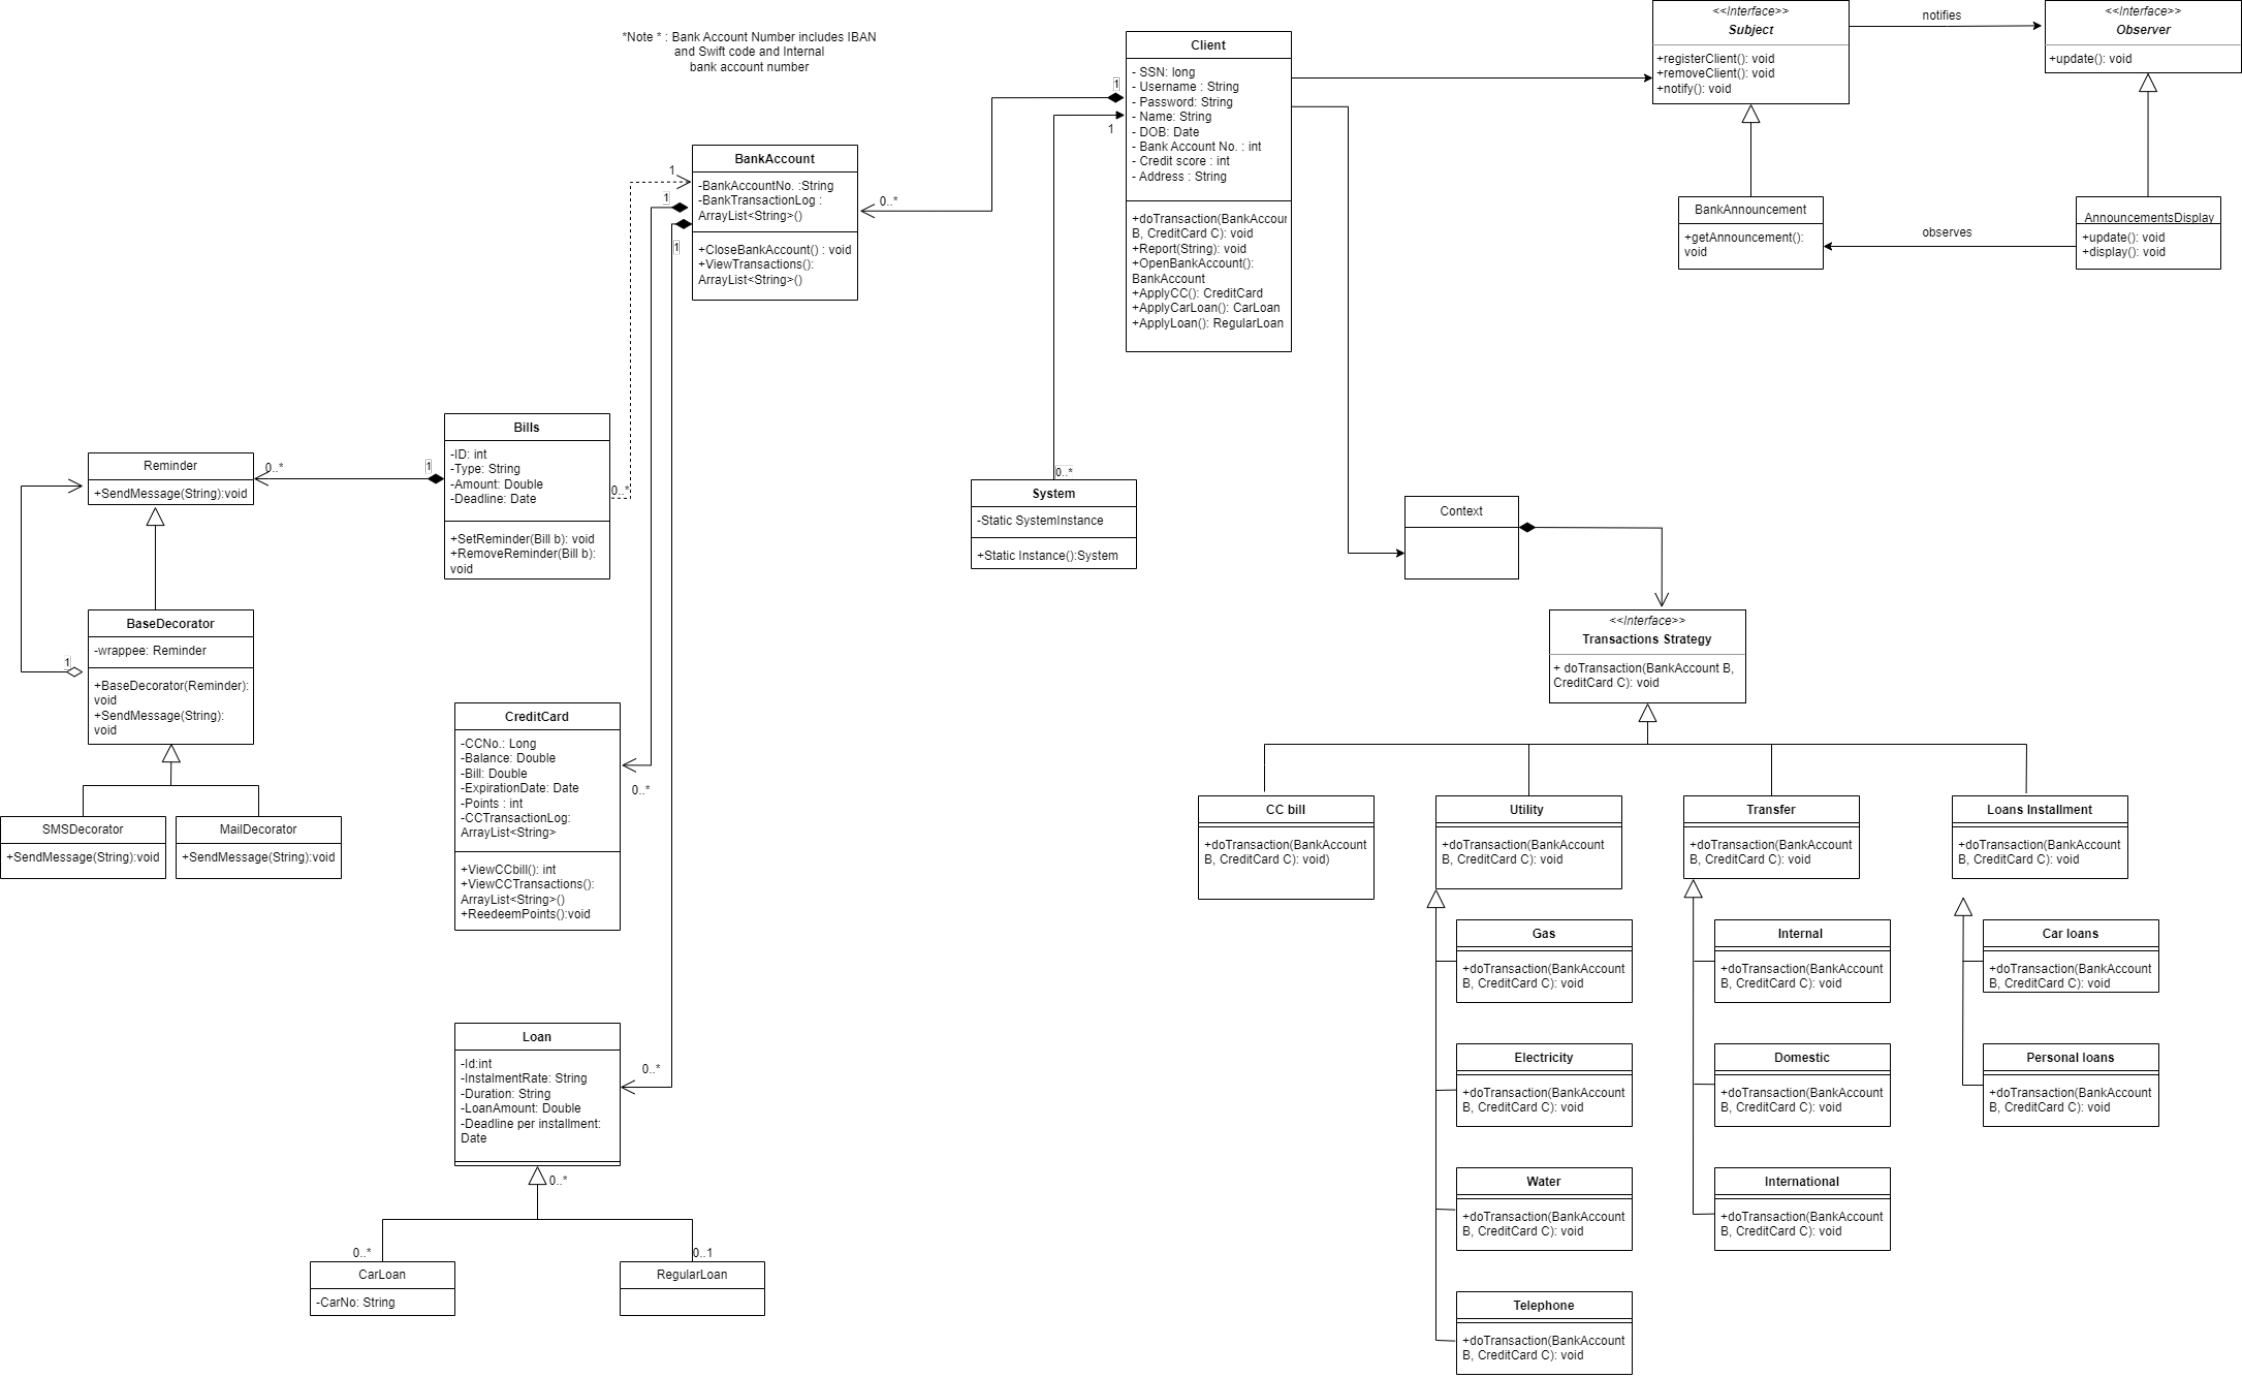 *Note * : Bank Account Number includes IBAN
and Swift code and Internal
bank account number
Client
- SSN: long
- Username : String
- Password: String
- Name: String
- DOB: Date
- Bank Account No. : int
- Credit score : int
- Address : String
+doTransaction(BankAccour
B, CreditCard C): void
+Report(String): void
+OpenBankAccount():
BankAccount
+ApplyCC(): CreditCard
+ApplyCarLoan(): CarLoan
+ApplyLoan(): RegularLoan
1
1
<<Interface>>
Subject
+registerClient(): void
+removeClient(): void
+notify(): void
notifies
<<Interface>>
Observer
+update(): void
BankAnnouncement
+getAnnouncement():
void
observes
AnnouncementsDisplay
+update(): void
+display(): void
BankAccount
-BankAccountNo. :String
-BankTransactionLog :
ArrayList<String>()
+CloseBankAccount() : void
+ViewTransactions():
ArrayList<String>()
0..*
1
1
1
Bills
-ID: int
-Type: String
-Amount: Double
-Deadline: Date
+SetReminder(Bill b): void
+RemoveReminder(Bill b):
void
0..*
1
0..*
Reminder
+SendMessage(String):void
BaseDecorator
-wrappee: Reminder
+BaseDecorator(Reminder):
void
+SendMessage(String):
void
1
SMSDecorator
+SendMessage(String):void
MailDecorator
+SendMessage(String):void
0..*
System
-Static SystemInstance
+Static Instance():System
Context
<<Interface>>
Transactions Strategy
+ doTransaction(BankAccount B,
CreditCard C): void
CreditCard
-CCNo.: Long
-Balance: Double
-Bill: Double
-ExpirationDate: Date
-Points : int
-CCTransactionLog:
ArrayList<String>
+ViewCCbill(): int
+ViewCCTransactions():
ArrayList<String>()
+ReedeemPoints():void
0..*
Loan
-Id:int
-InstalmentRate: String
-Duration: String
-LoanAmount: Double
-Deadline per installment:
Date
0..*
0..*
0..*
CarLoan
-CarNo: String
0..1
RegularLoan
CC bill
+doTransaction(BankAccount
B, CreditCard C): void)
Utility
+doTransaction(BankAccount
B, CreditCard C): void
Transfer
+doTransaction(BankAccount
B, CreditCard C): void
Loans Installment
+doTransaction(BankAccount
B, CreditCard C): void
Gas
+doTransaction(BankAccount
B, CreditCard C): void
Internal
+doTransaction(BankAccount
B, CreditCard C): void
Car loans
+doTransaction(BankAccount
B, CreditCard C): void
Electricity
+doTransaction(BankAccount
B, CreditCard C): void
Domestic
+doTransaction(BankAccount
B, CreditCard C): void
Personal loans
+doTransaction(BankAccount
B, CreditCard C): void
Water
+doTransaction(BankAccount
B, CreditCard C): void
International
+doTransaction(BankAccount
B, CreditCard C): void
Telephone
+doTransaction(BankAccount
B, CreditCard C): void